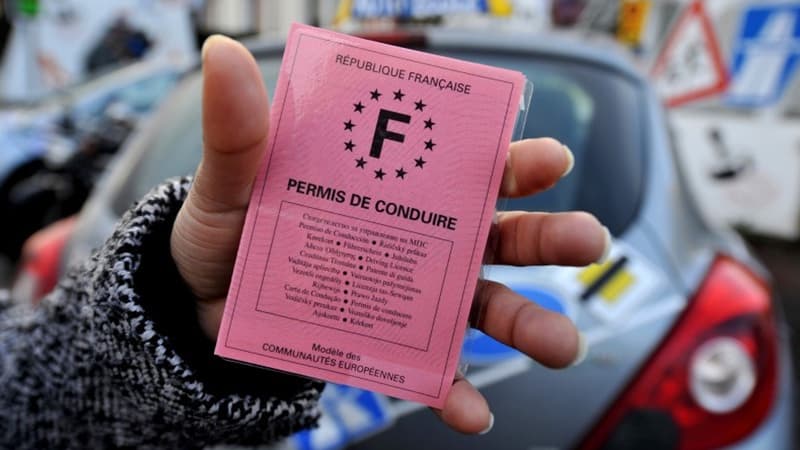 RÉPUBLIQUE FRANÇAISE
F
PERMIS DE CONDUIRE
Permiso de Conducción ● Řidičský průkaz
Kørekort ● Führerschein ● Juhiluba
Άδεια Οδήγησης ● Driving Licence
● Patente di guida
Vadītāja apliecība ● Vairuotojo pažymėjimas
Vezetői engedély ● Liċenzja tas-Sewqan
Rijbewijs ● Prawo Jazdy
Carta de Condução ● Permis de conducere
Vodičský preukaz ● Vozniško dovoljenje
Ajokortti ● Körkort
Modèle des
COMMUNAUTÉS EUROPÉENNES